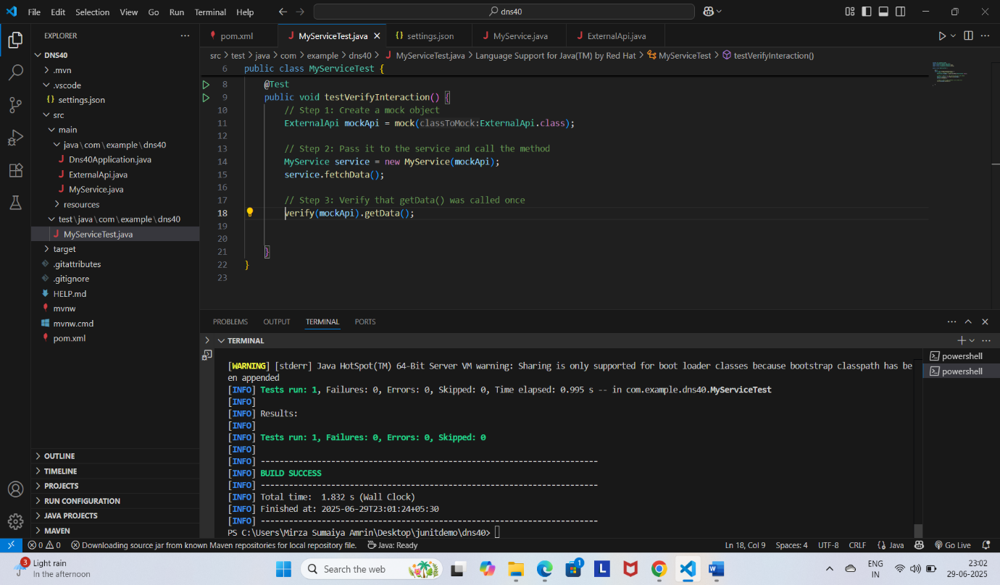 File Edit Selection View Go Run Terminal Help
dns40
EXPLORER
DNS40
.mvn
.vscode
{} settings.json
src
main
java\com\example\dns40
J Dns40Application.java
J ExternalApi.java
J MyService.java
resources
test\java\com\example\dns40
J MyServiceTest.java
target
.gitattributes
.gitignore
HELP.md
mvnw
mvnw.cmd
pom.xml
OUTLINE
TIMELINE
PROJECTS
RUN CONFIGURATION
JAVA PROJECTS
MAVEN
pom.xml J MyServiceTest.java {} settings.json J MyService.java J ExternalApi.java
src > test > java > com > example > dns40 > J MyServiceTest.java > Language Support for Java(TM) by Red Hat > MyServiceTest > testVerifyInteraction()
6 public class MyServiceTest {
8 @Test
9 public void testVerifyInteraction() {
10 // Step 1: Create a mock object
11 ExternalApi mockApi = mock(classToMock:ExternalApi.class);
12
13 // Step 2: Pass it to the service and call the method
14 MyService service = new MyService(mockApi);
15 service.fetchData();
16
17 // Step 3: Verify that getData() was called once
18 verify(mockApi).getData();
19
20
21 }
22 }
23
PROBLEMS OUTPUT TERMINAL PORTS
TERMINAL
[WARNING] [stderr] Java HotSpot(TM) 64-Bit Server VM warning: Sharing is only supported for boot loader classes because bootstrap classpath has be
en appended
[INFO] Tests run: 1, Failures: 0, Errors: 0, Skipped: 0, Time elapsed: 0.995 s -- in com.example.dns40.MyServiceTest
[INFO]
[INFO] Results:
[INFO]
[INFO] Tests run: 1, Failures: 0, Errors: 0, Skipped: 0
[INFO]
[INFO] ------------------------------------------------------------------------
[INFO] BUILD SUCCESS
[INFO] ------------------------------------------------------------------------
[INFO] Total time:  1.832 s (Wall Clock)
[INFO] Finished at: 2025-06-29T23:01:24+05:30
[INFO] ------------------------------------------------------------------------
PS C:\Users\Mirza Sumaiya Amrin\Desktop\junitdemo\dns40>
powershell
powershell
0 0 Downloading source jar from known Maven repositories for local repository file. Java: Ready
Ln 18, Col 9 Spaces: 4 UTF-8 CRLF {} Java Go Live
3
Light rain
In the afternoon
Search the web
1
L
ENG
IN
23:02
29-06-2025